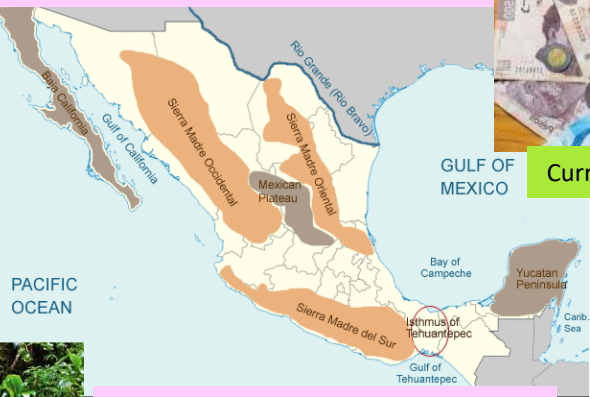 Rio Grande (Rio Bravo)
Baja California
Gulf of California
Sierra Madre Occidental
Sierra Madre Oriental
Mexican
Plateau
GULF OF
MEXICO
Curr
Bay of
Campeche
Yucatan
Peninsula
PACIFIC
OCEAN
Sierra Madre del Sur
Isthmus of
Tehuantepec
Carib.
Sea
Gulf of
Tehuantepec